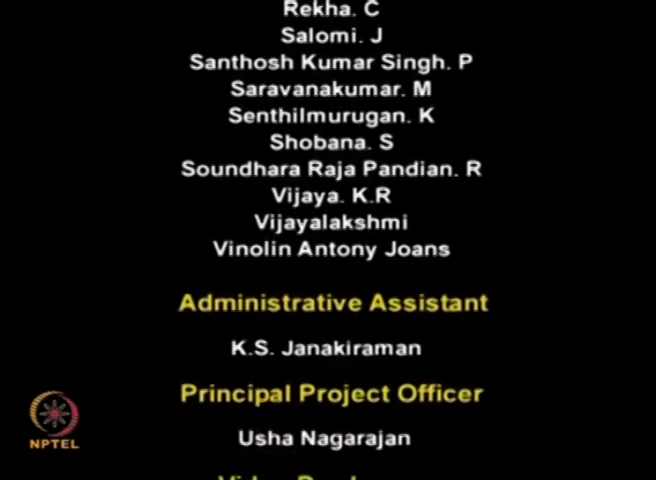 Rekha. C
Salomi. J
Santhosh Kumar Singh. P
Saravanakumar. M
Senthilmurugan. K
Shobana. S
Soundhara Raja Pandian. R
Vijaya. K.R
Vijayalakshmi
Vinolin Antony Joans
Administrative Assistant
K.S. Janakiraman
Principal Project Officer
Usha Nagarajan
NPTEL
Video